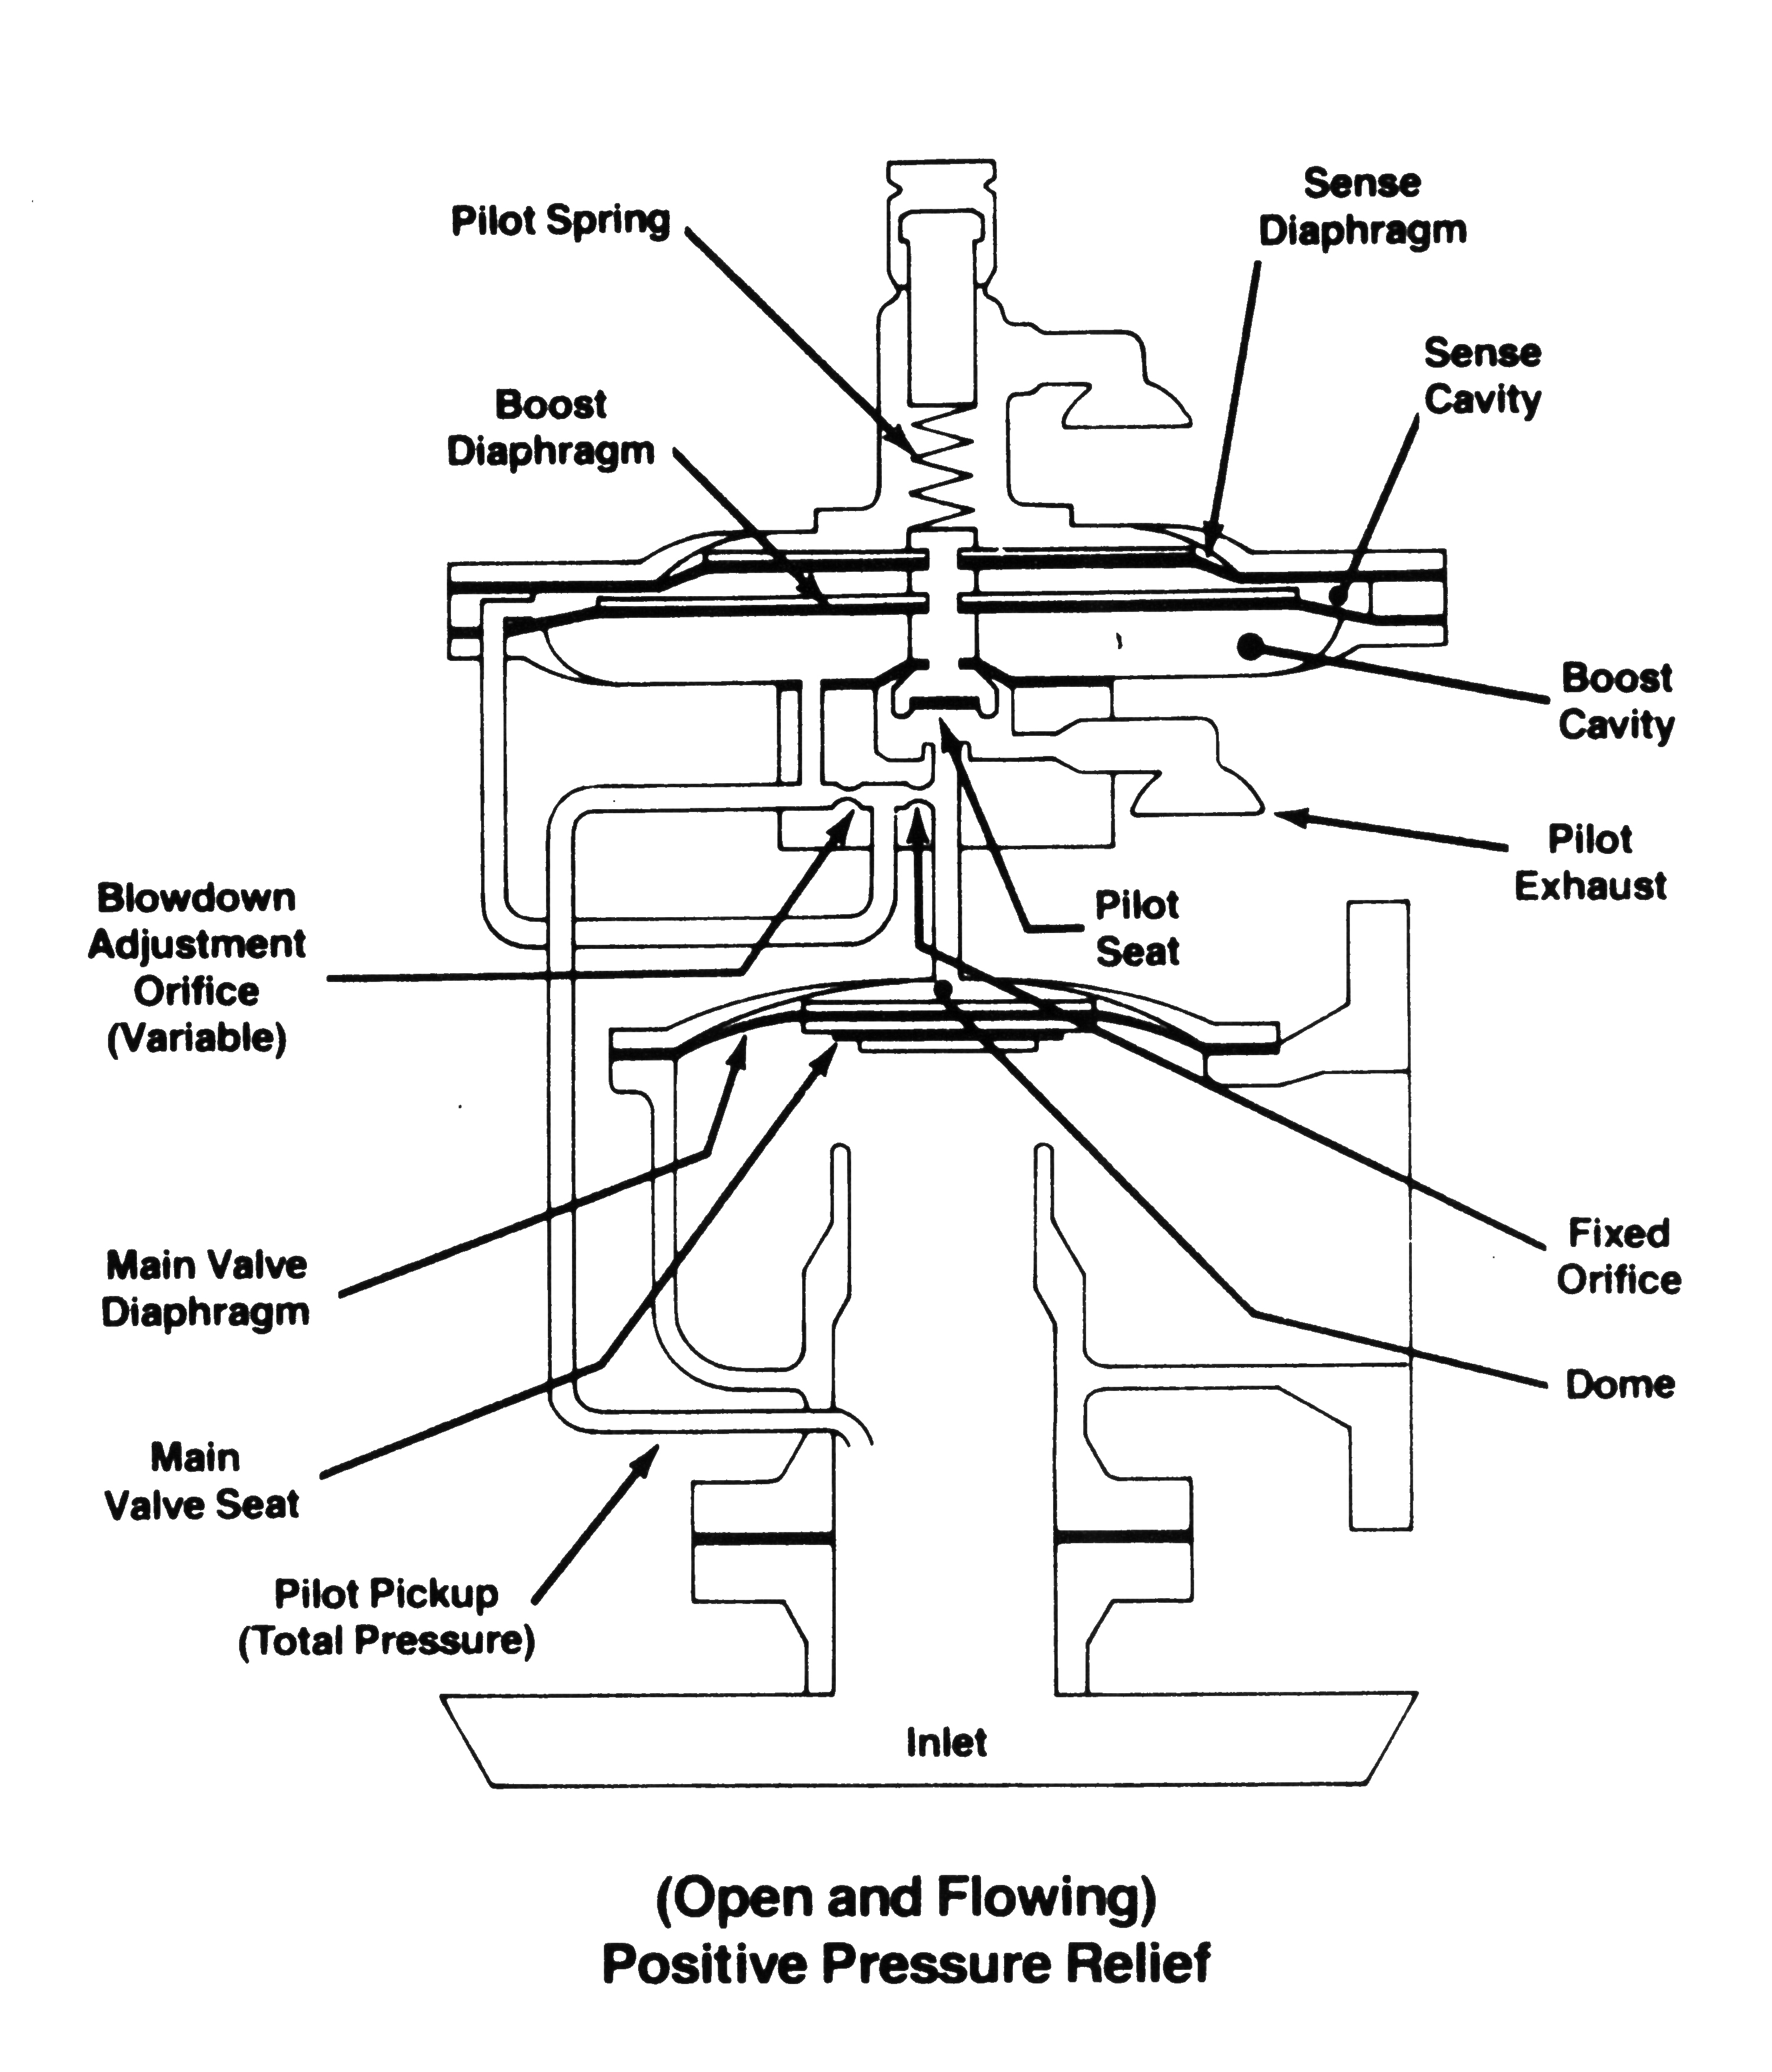 Sense
Diaphragm
Pilot Spring
Sense
Cavity
Boost
Diaphragm
Boost
Cavity
Pilot
Exhaust
Blowdown
Adjustment
Orifice
(Variable)
Pilot
Seat
Fixed
Orifice
Main Valve
Diaphragm
Dome
Main
Valve Seat
Pilot Pickup
(Total Pressure)
Inlet
(Open and Flowing)
Positive Pressure Relief